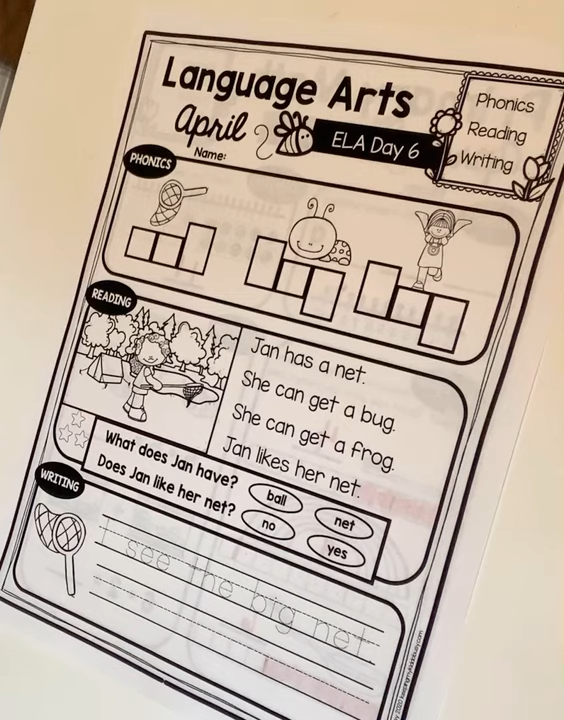 Language Arts
April
ELA Day 6
Phonics
Reading
Writing
Name:
PHONICS
READING
Jan has a net.
She can get a bug.
She can get a frog.
Jan likes her net.
What does Jan have? ball net
Does Jan like her net? no yes
WRITING
I see the big net